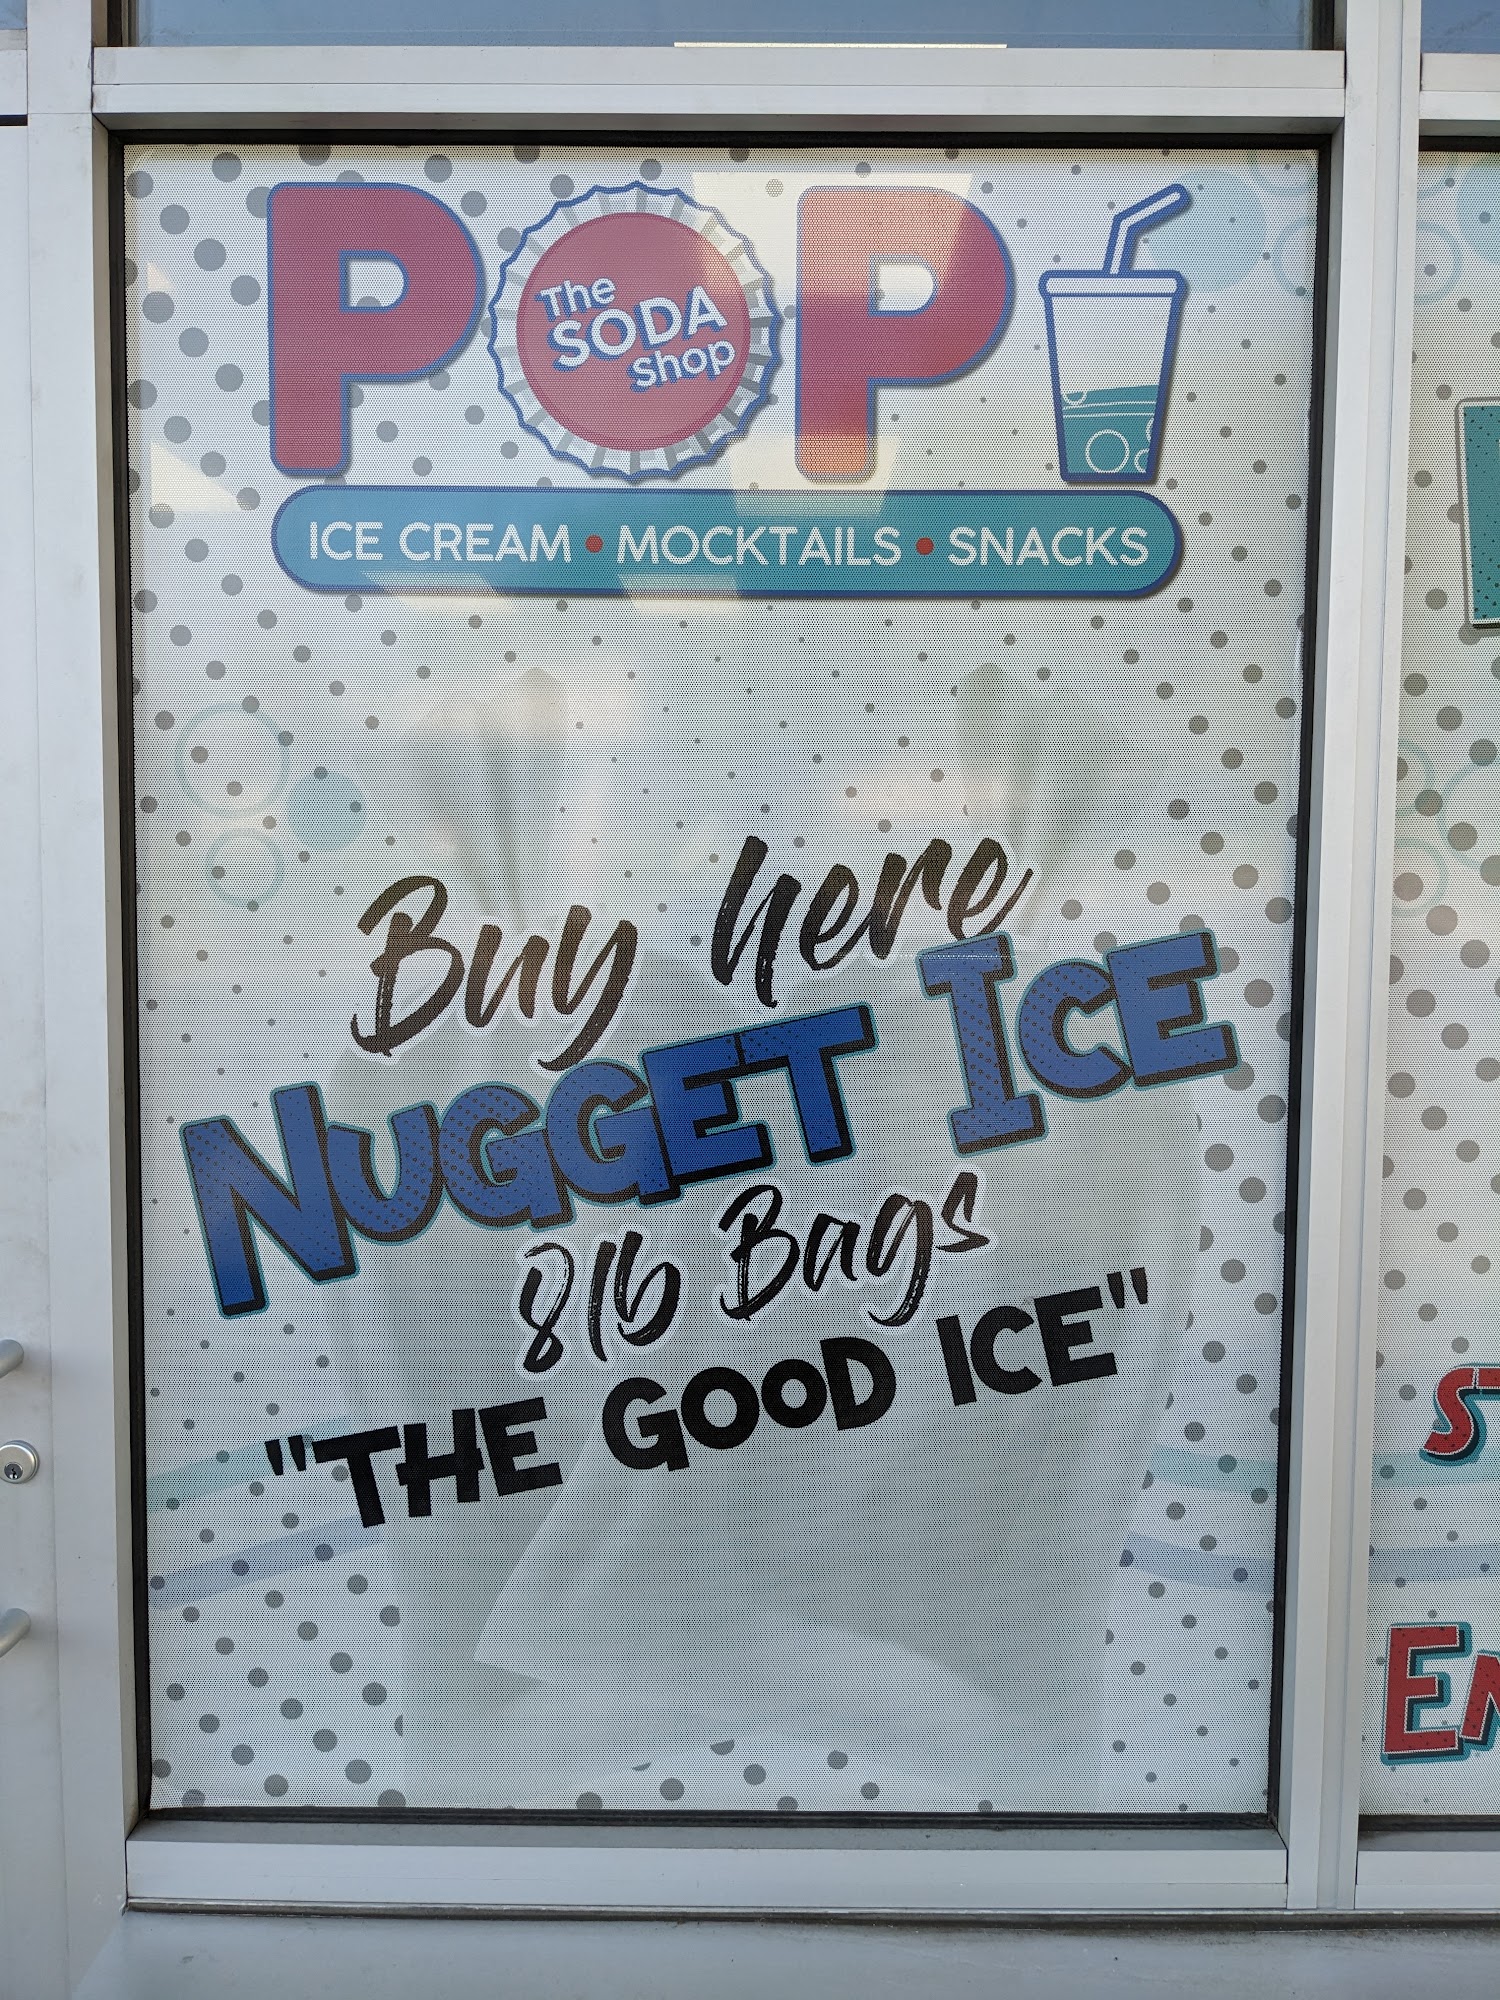 POP
The
SODA
Shop
ICE CREAM • MOCKTAILS • SNACKS
Buy here
NUGGET ICE
8lb Bags
"THE GOOD ICE"